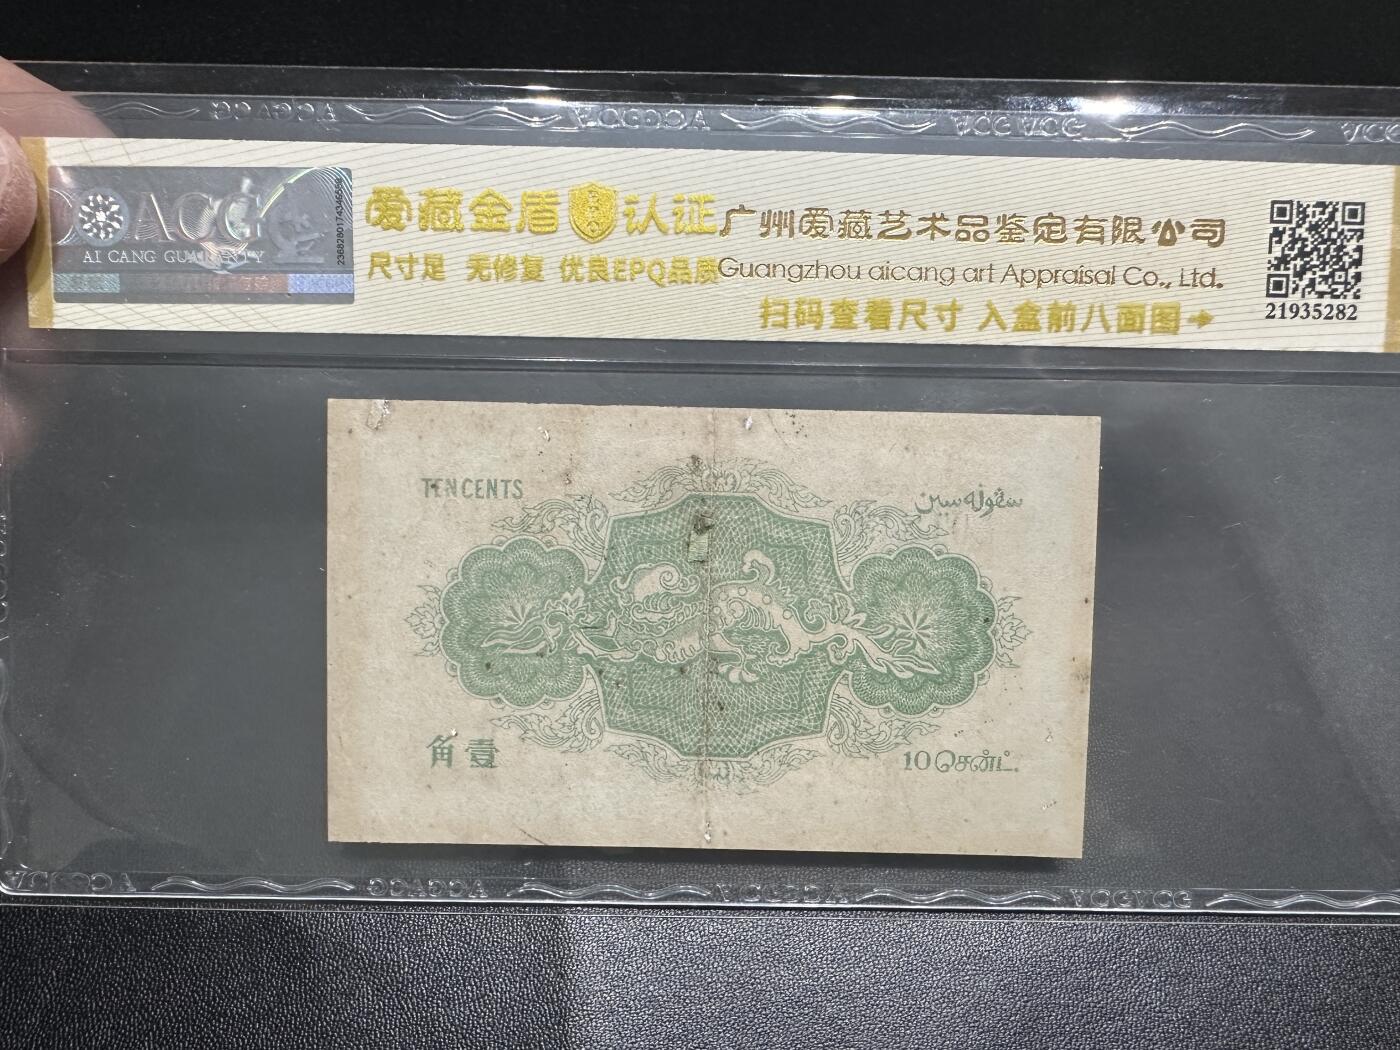 ACG
AI CANG GUARENTY
爱藏金盾 认证
尺寸足 无修复 优良EPQ品质
广州爱藏艺术品鉴定有限公司
Guangzhou aicang art Appraisal Co., Ltd.
扫码查看尺寸 入盒前八面图→
21935282
TEN CENTS
سڤوله سين
角壹
10 சென்ட்.